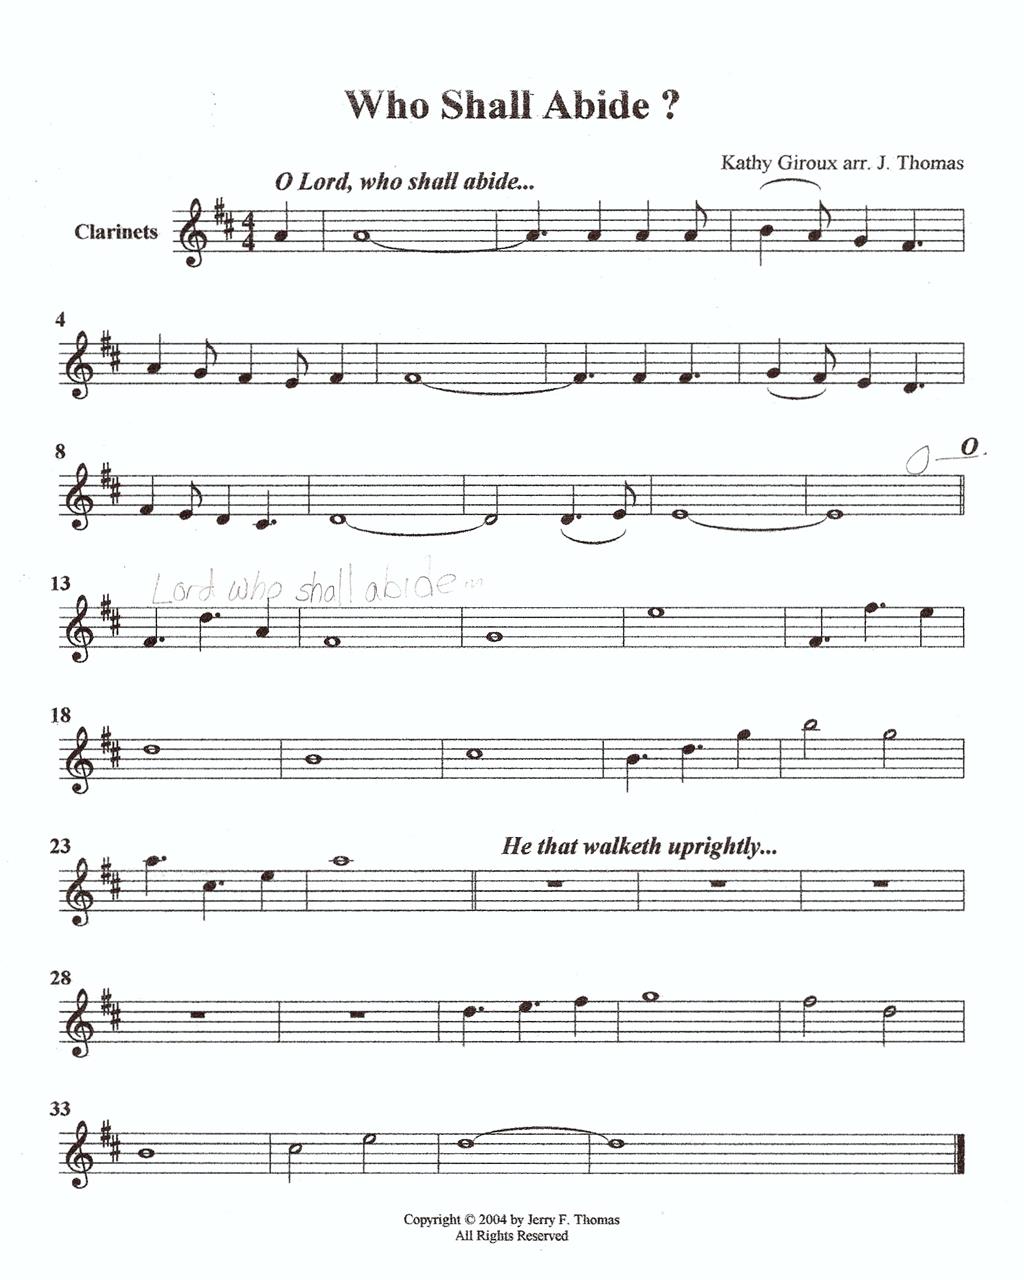 Who Shall Abide ?
Kathy Giroux arr. J. Thomas
O Lord, who shall abide...
Clarinets
4
4
4
8
O – O.
13
Lord who shall abide...
18
23
He that walketh uprightly...
28
33
Copyright © 2004 by Jerry F. Thomas
All Rights Reserved